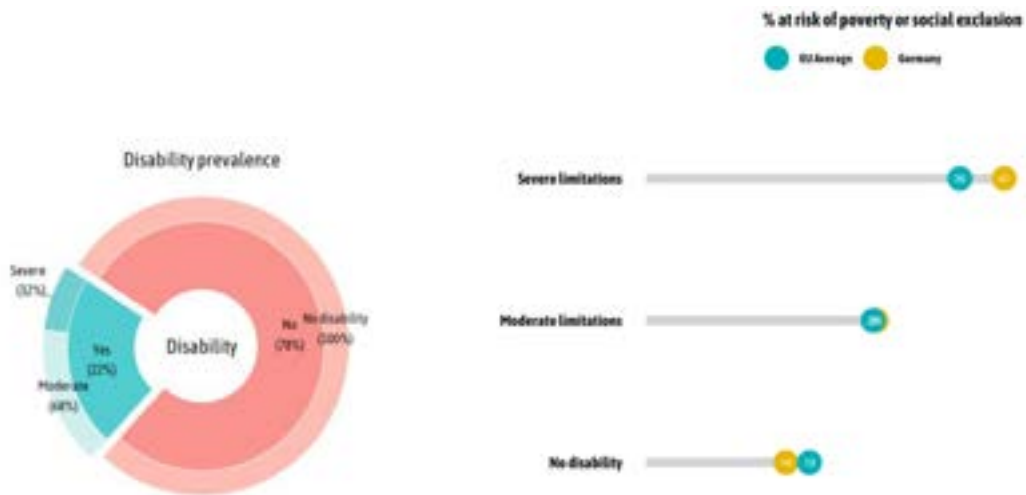 % at risk of poverty or social exclusion
EU Average
Germany
Disability prevalence
Severe
(32%)
Yes
(22%)
Moderate
(68%)
Disability
No
(78%)
No disability
(100%)
Severe limitations
Moderate limitations
No disability